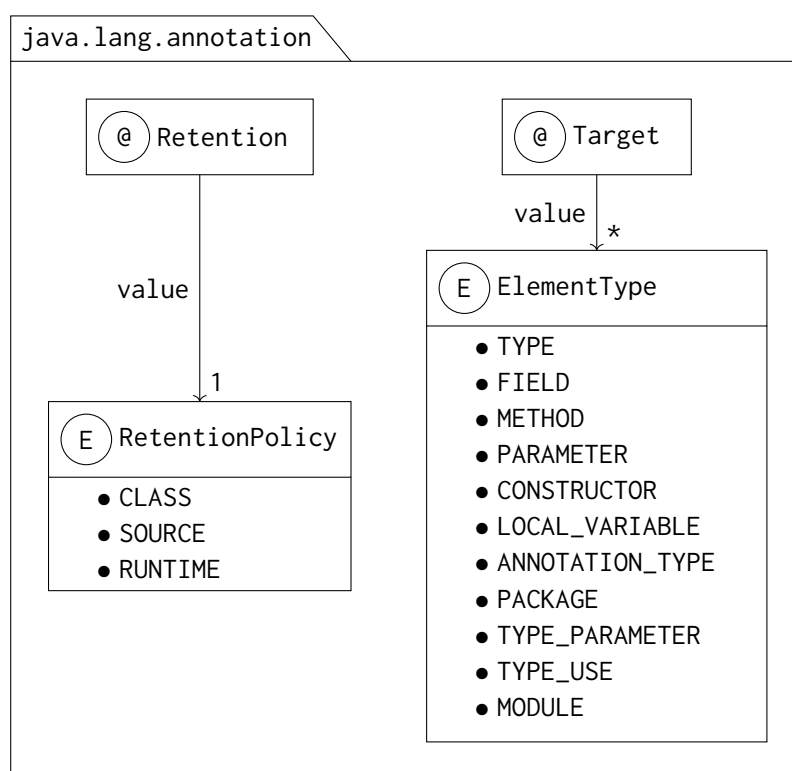 java.lang.annotation
@ Retention
value
1
E RetentionPolicy
CLASS
SOURCE
RUNTIME
@ Target
value
*
E ElementType
TYPE
FIELD
METHOD
PARAMETER
CONSTRUCTOR
LOCAL_VARIABLE
ANNOTATION_TYPE
PACKAGE
TYPE_PARAMETER
TYPE_USE
MODULE